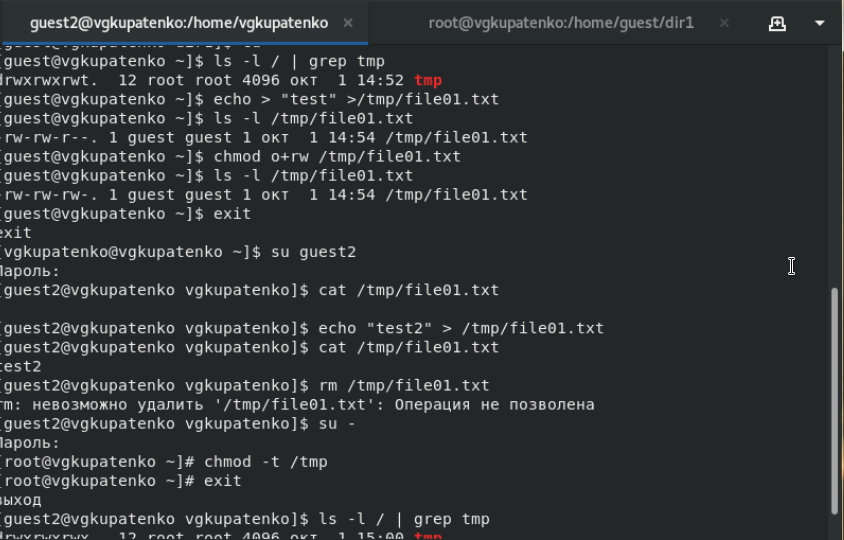 guest2@vgkupatenko:/home/vgkupatenko × root@vgkupatenko:/home/guest/dir1 ×
[guest@vgkupatenko dir1]$ cd
[guest@vgkupatenko ~]$ ls -l / | grep tmp
drwxrwxrwt. 12 root root 4096 окт 1 14:52 tmp
[guest@vgkupatenko ~]$ echo > "test" >/tmp/file01.txt
[guest@vgkupatenko ~]$ ls -l /tmp/file01.txt
-rw-rw-r--. 1 guest guest 1 окт 1 14:54 /tmp/file01.txt
[guest@vgkupatenko ~]$ chmod o+rw /tmp/file01.txt
[guest@vgkupatenko ~]$ ls -l /tmp/file01.txt
-rw-rw-rw-. 1 guest guest 1 окт 1 14:54 /tmp/file01.txt
[guest@vgkupatenko ~]$ exit
exit
[vgkupatenko@vgkupatenko ~]$ su guest2
Пароль:
[guest2@vgkupatenko vgkupatenko]$ cat /tmp/file01.txt
[guest2@vgkupatenko vgkupatenko]$ echo "test2" > /tmp/file01.txt
[guest2@vgkupatenko vgkupatenko]$ cat /tmp/file01.txt
test2
[guest2@vgkupatenko vgkupatenko]$ rm /tmp/file01.txt
rm: невозможно удалить '/tmp/file01.txt': Операция не позволена
[guest2@vgkupatenko vgkupatenko]$ su -
Пароль:
[root@vgkupatenko ~]# chmod -t /tmp
[root@vgkupatenko ~]# exit
выход
[guest2@vgkupatenko vgkupatenko]$ ls -l / | grep tmp
drwxrwxrwx. 12 root root 4096 окт 1 15:00 tmp